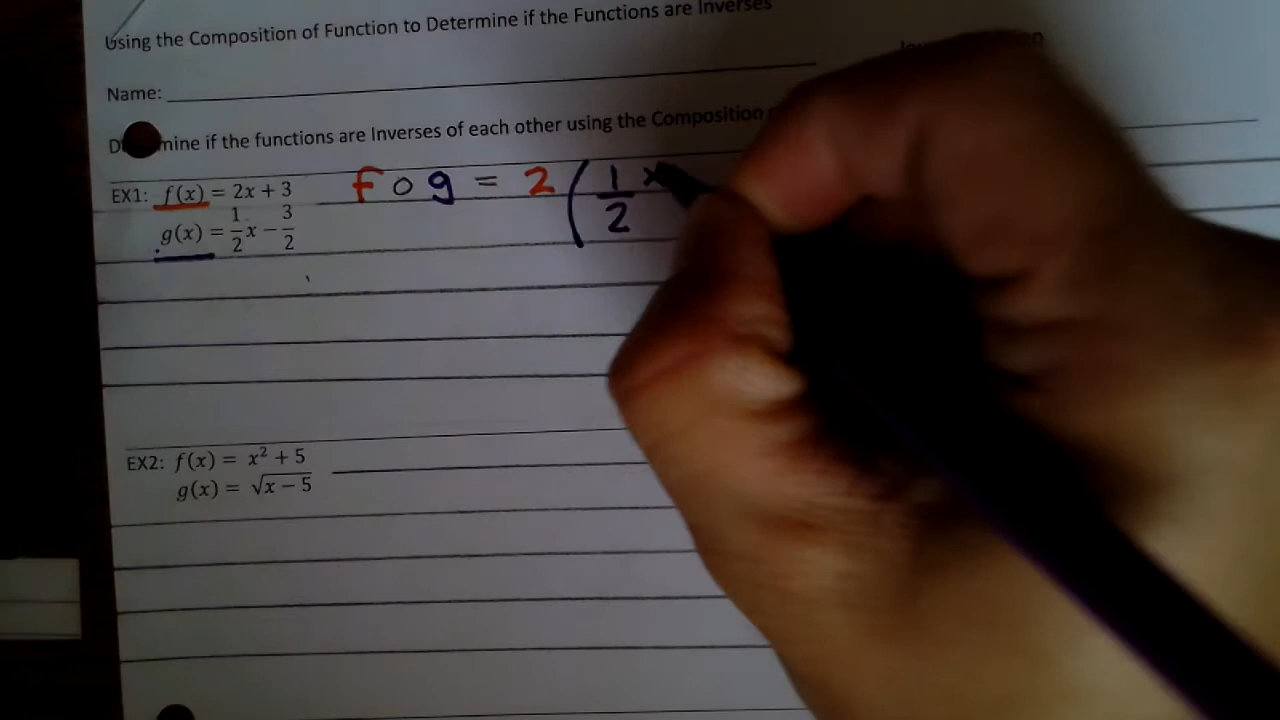 Using the Composition of Function to Determine if the Functions are Inverses
Name:
if the functions are Inverses of each other using the Composition
EX1: f(x) = 2x + 3
f o g = 2 ( 1/2 x
g(x) = 1/2 x − 3/2
EX2: f(x) = x² + 5
g(x) = √x − 5